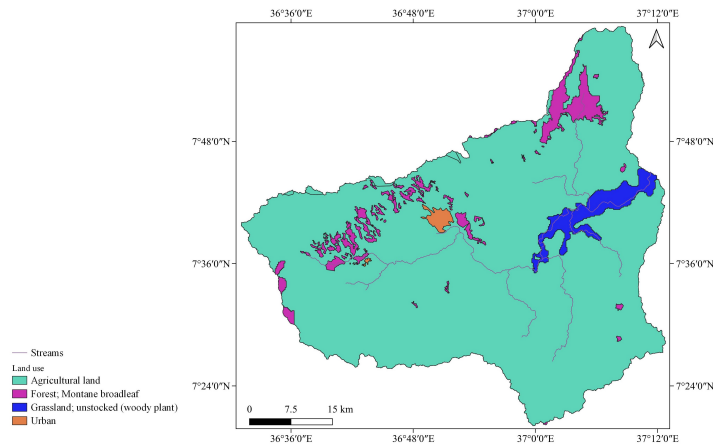 36°36'0"E 36°48'0"E 37°0'0"E 37°12'0"E
7°48'0"N 7°48'0"N
7°36'0"N 7°36'0"N
Streams
Land use
Agricultural land
Forest; Montane broadleaf
7°24'0"N 7°24'0"N
Grassland; unstocked (woody plant)
Urban
0 7.5 15 km
36°36'0"E 36°48'0"E 37°0'0"E 37°12'0"E